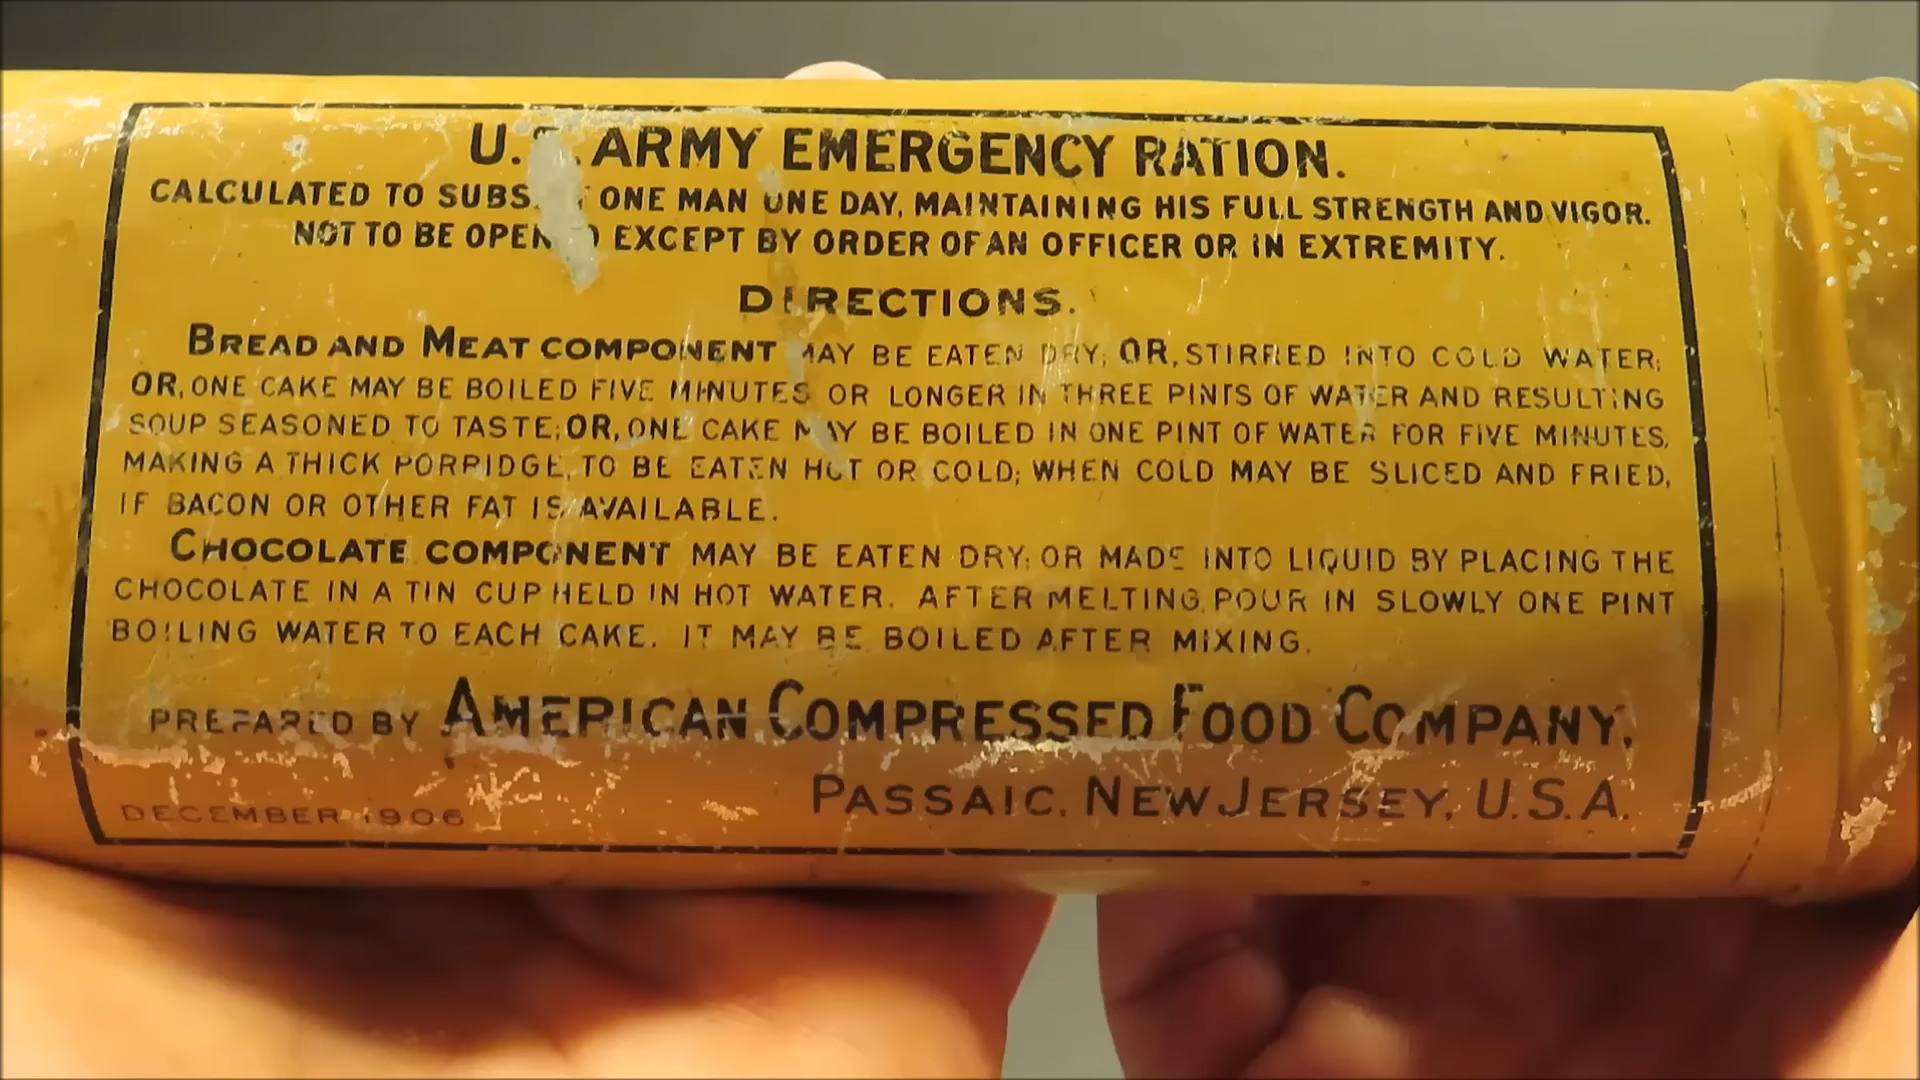 U.S. ARMY EMERGENCY RATION.
CALCULATED TO ONE MAN ONE DAY, MAINTAINING HIS FULL STRENGTH AND VIGOR.
NOT TO BE OPENED EXCEPT BY ORDER OF AN OFFICER OR IN EXTREMITY.
DIRECTIONS.
BREAD AND MEAT COMPONENT MAY BE EATEN DRY; OR, STIRRED INTO COLD WATER;
OR, ONE CAKE MAY BE BOILED FIVE MINUTES OR LONGER IN THREE PINTS OF WATER AND RESULTING
SOUP SEASONED TO TASTE; OR, ONE CAKE MAY BE BOILED IN ONE PINT OF WATER FOR FIVE MINUTES,
MAKING A THICK PORRIDGE, TO BE EATEN HOT OR COLD; WHEN COLD MAY BE SLICED AND FRIED,
IF BACON OR OTHER FAT IS AVAILABLE.
CHOCOLATE COMPONENT MAY BE EATEN DRY; OR MADE INTO LIQUID BY PLACING THE
CHOCOLATE IN A TIN CUP HELD IN HOT WATER. AFTER MELTING, POUR IN SLOWLY ONE PINT
BOILING WATER TO EACH CAKE. IT MAY BE BOILED AFTER MIXING.
PREPARED BY AMERICAN COMPRESSED FOOD COMPANY,
PASSAIC, NEW JERSEY, U.S.A.
DECEMBER 1906